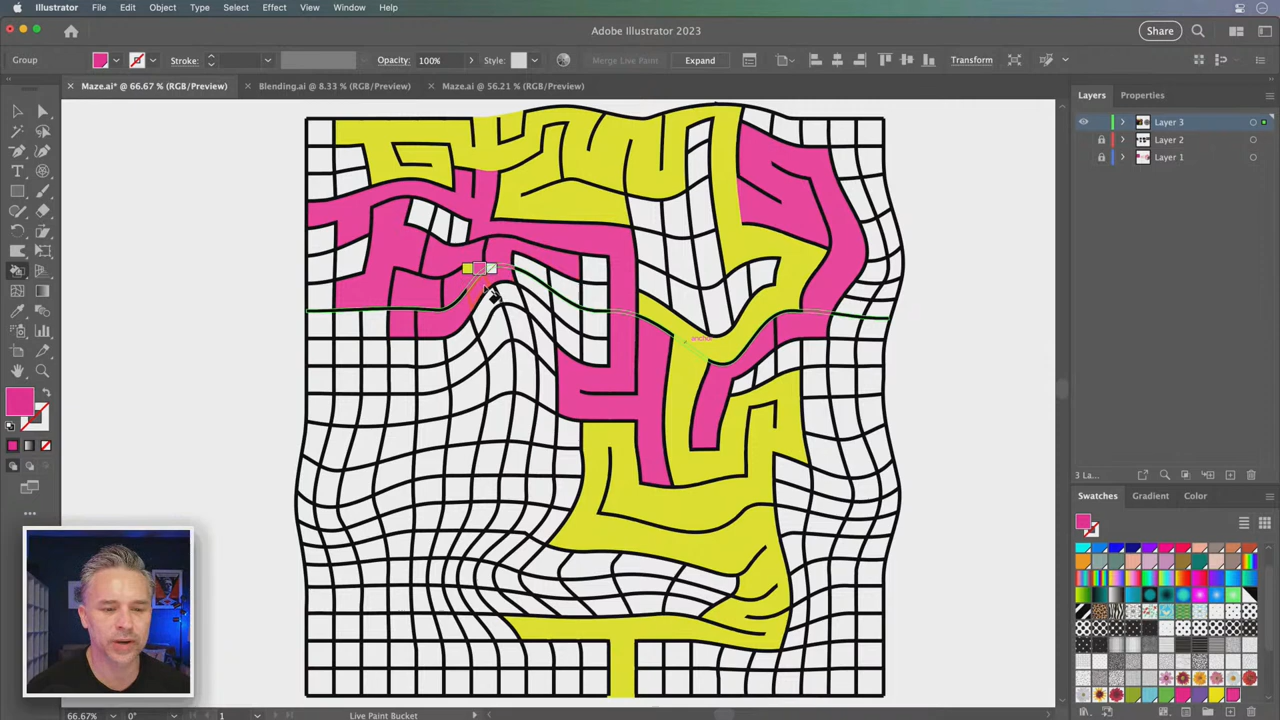 Illustrator File Edit Object Type Select Effect View Window Help
Adobe Illustrator 2023
Share
Group
Stroke:
Opacity: 100%
Style:
Merge Live Paint
Expand
Transform
Maze.ai* @ 66.67 % (RGB/Preview)
Blending.ai @ 8.33 % (RGB/Preview)
Maze.ai @ 56.21 % (RGB/Preview)
Layers Properties
Layer 3
Layer 2
Layer 1
anchor
3 La...
Swatches Gradient Color
66.67% 0° 1 Live Paint Bucket